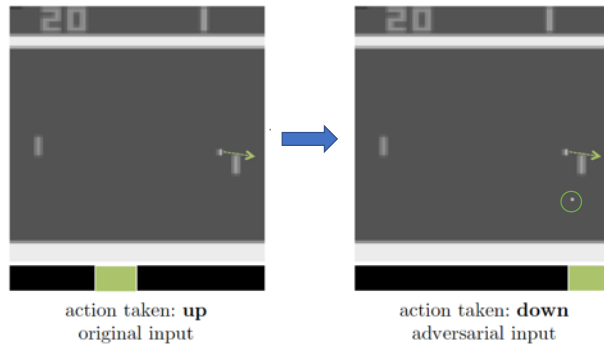 20 1
20 1
action taken: up
original input
action taken: down
adversarial input